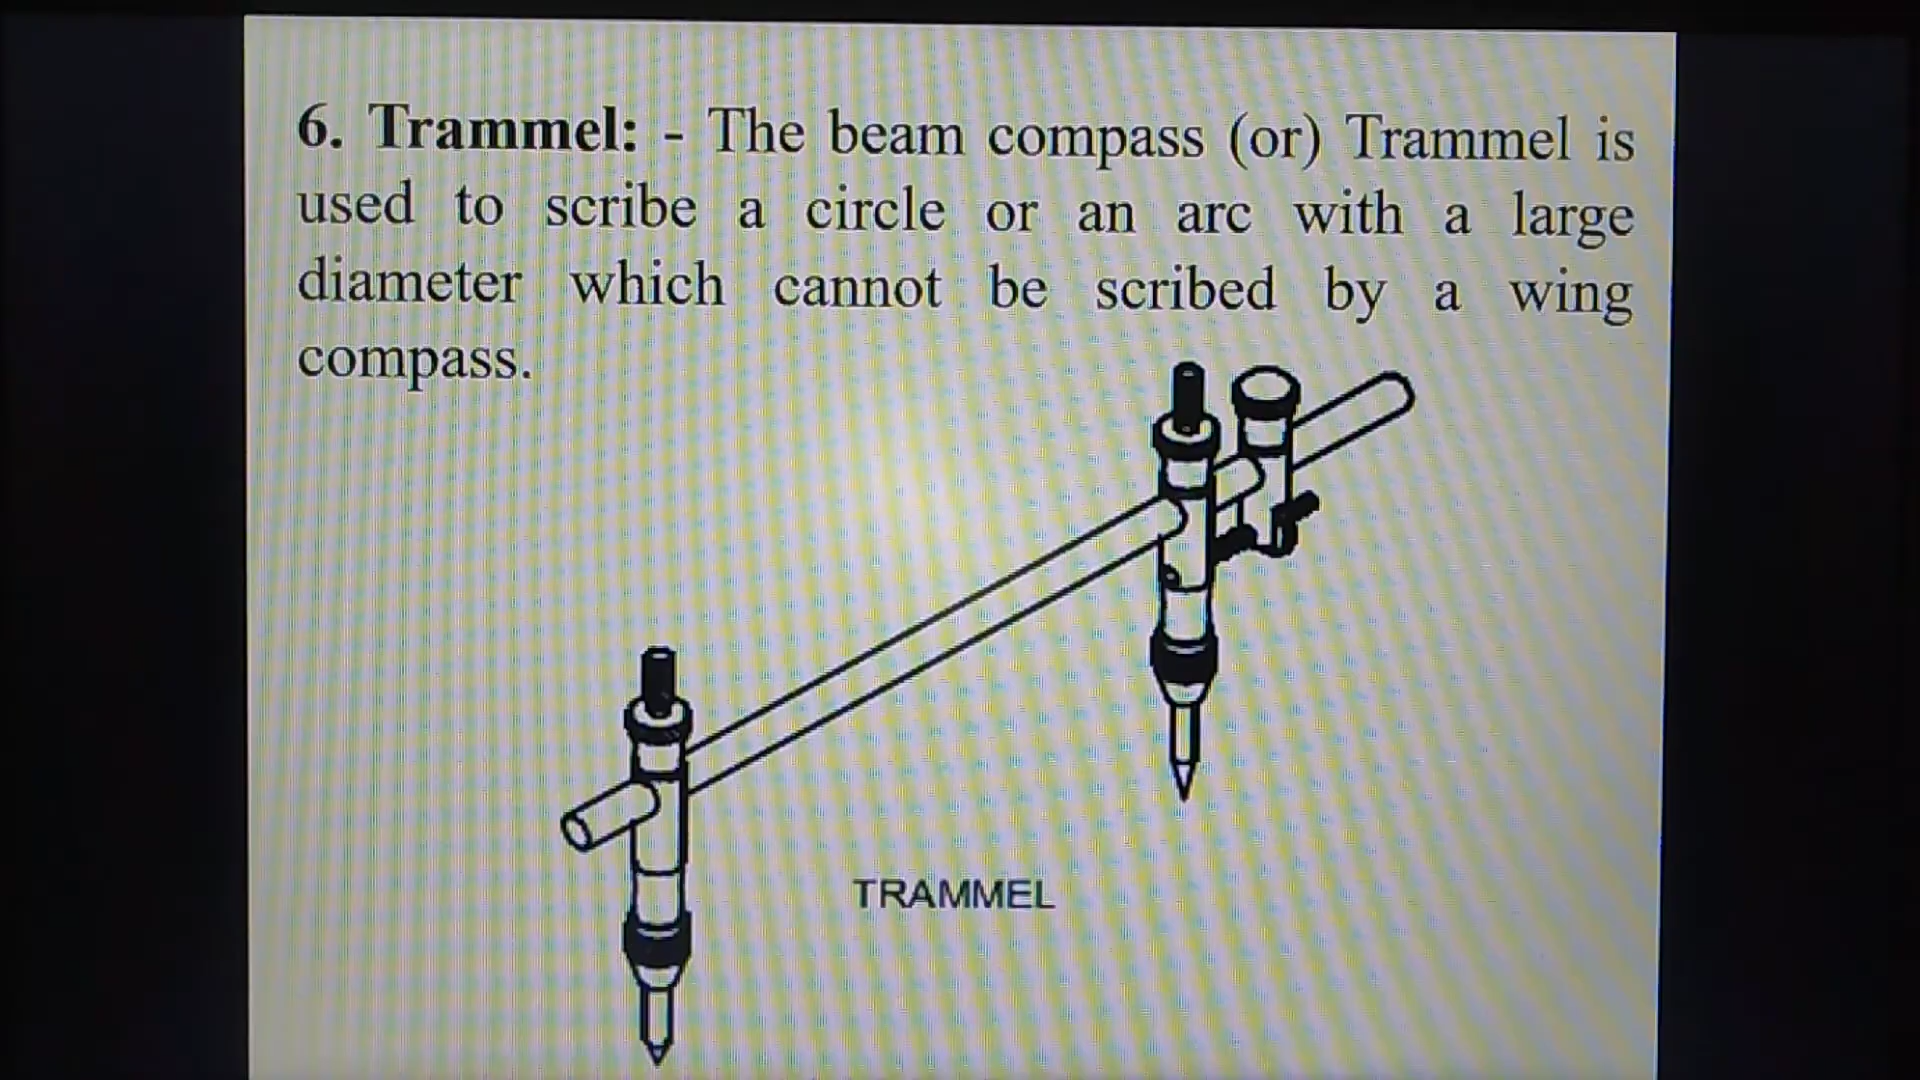 6. Trammel: - The beam compass (or) Trammel is
used to scribe a circle or an arc with a large
diameter which cannot be scribed by a wing
compass.
TRAMMEL